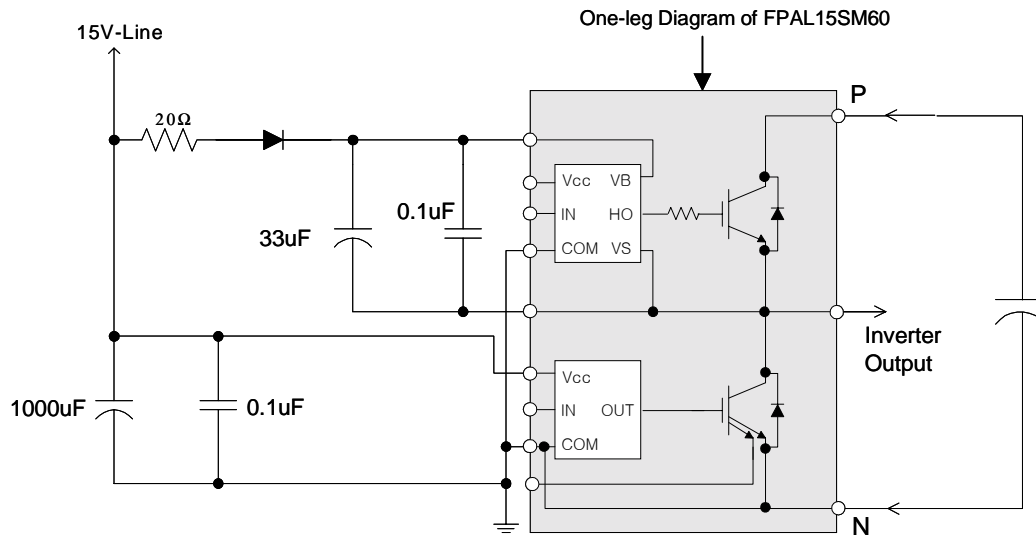 One-leg Diagram of FPAL15SM60
15V-Line
20Ω
P
Vcc VB
IN HO
COM VS
33uF
0.1uF
Inverter
Output
Vcc
IN OUT
COM
1000uF
0.1uF
N